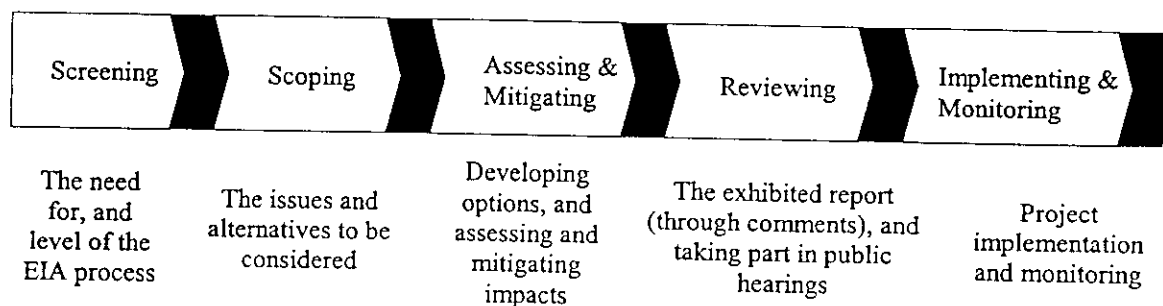 Screening
Scoping
Assessing &
Mitigating
Reviewing
Implementing &
Monitoring
The need
for, and
level of the
EIA process
The issues and
alternatives to be
considered
Developing
options, and
assessing and
mitigating
impacts
The exhibited report
(through comments), and
taking part in public
hearings
Project
implementation
and monitoring